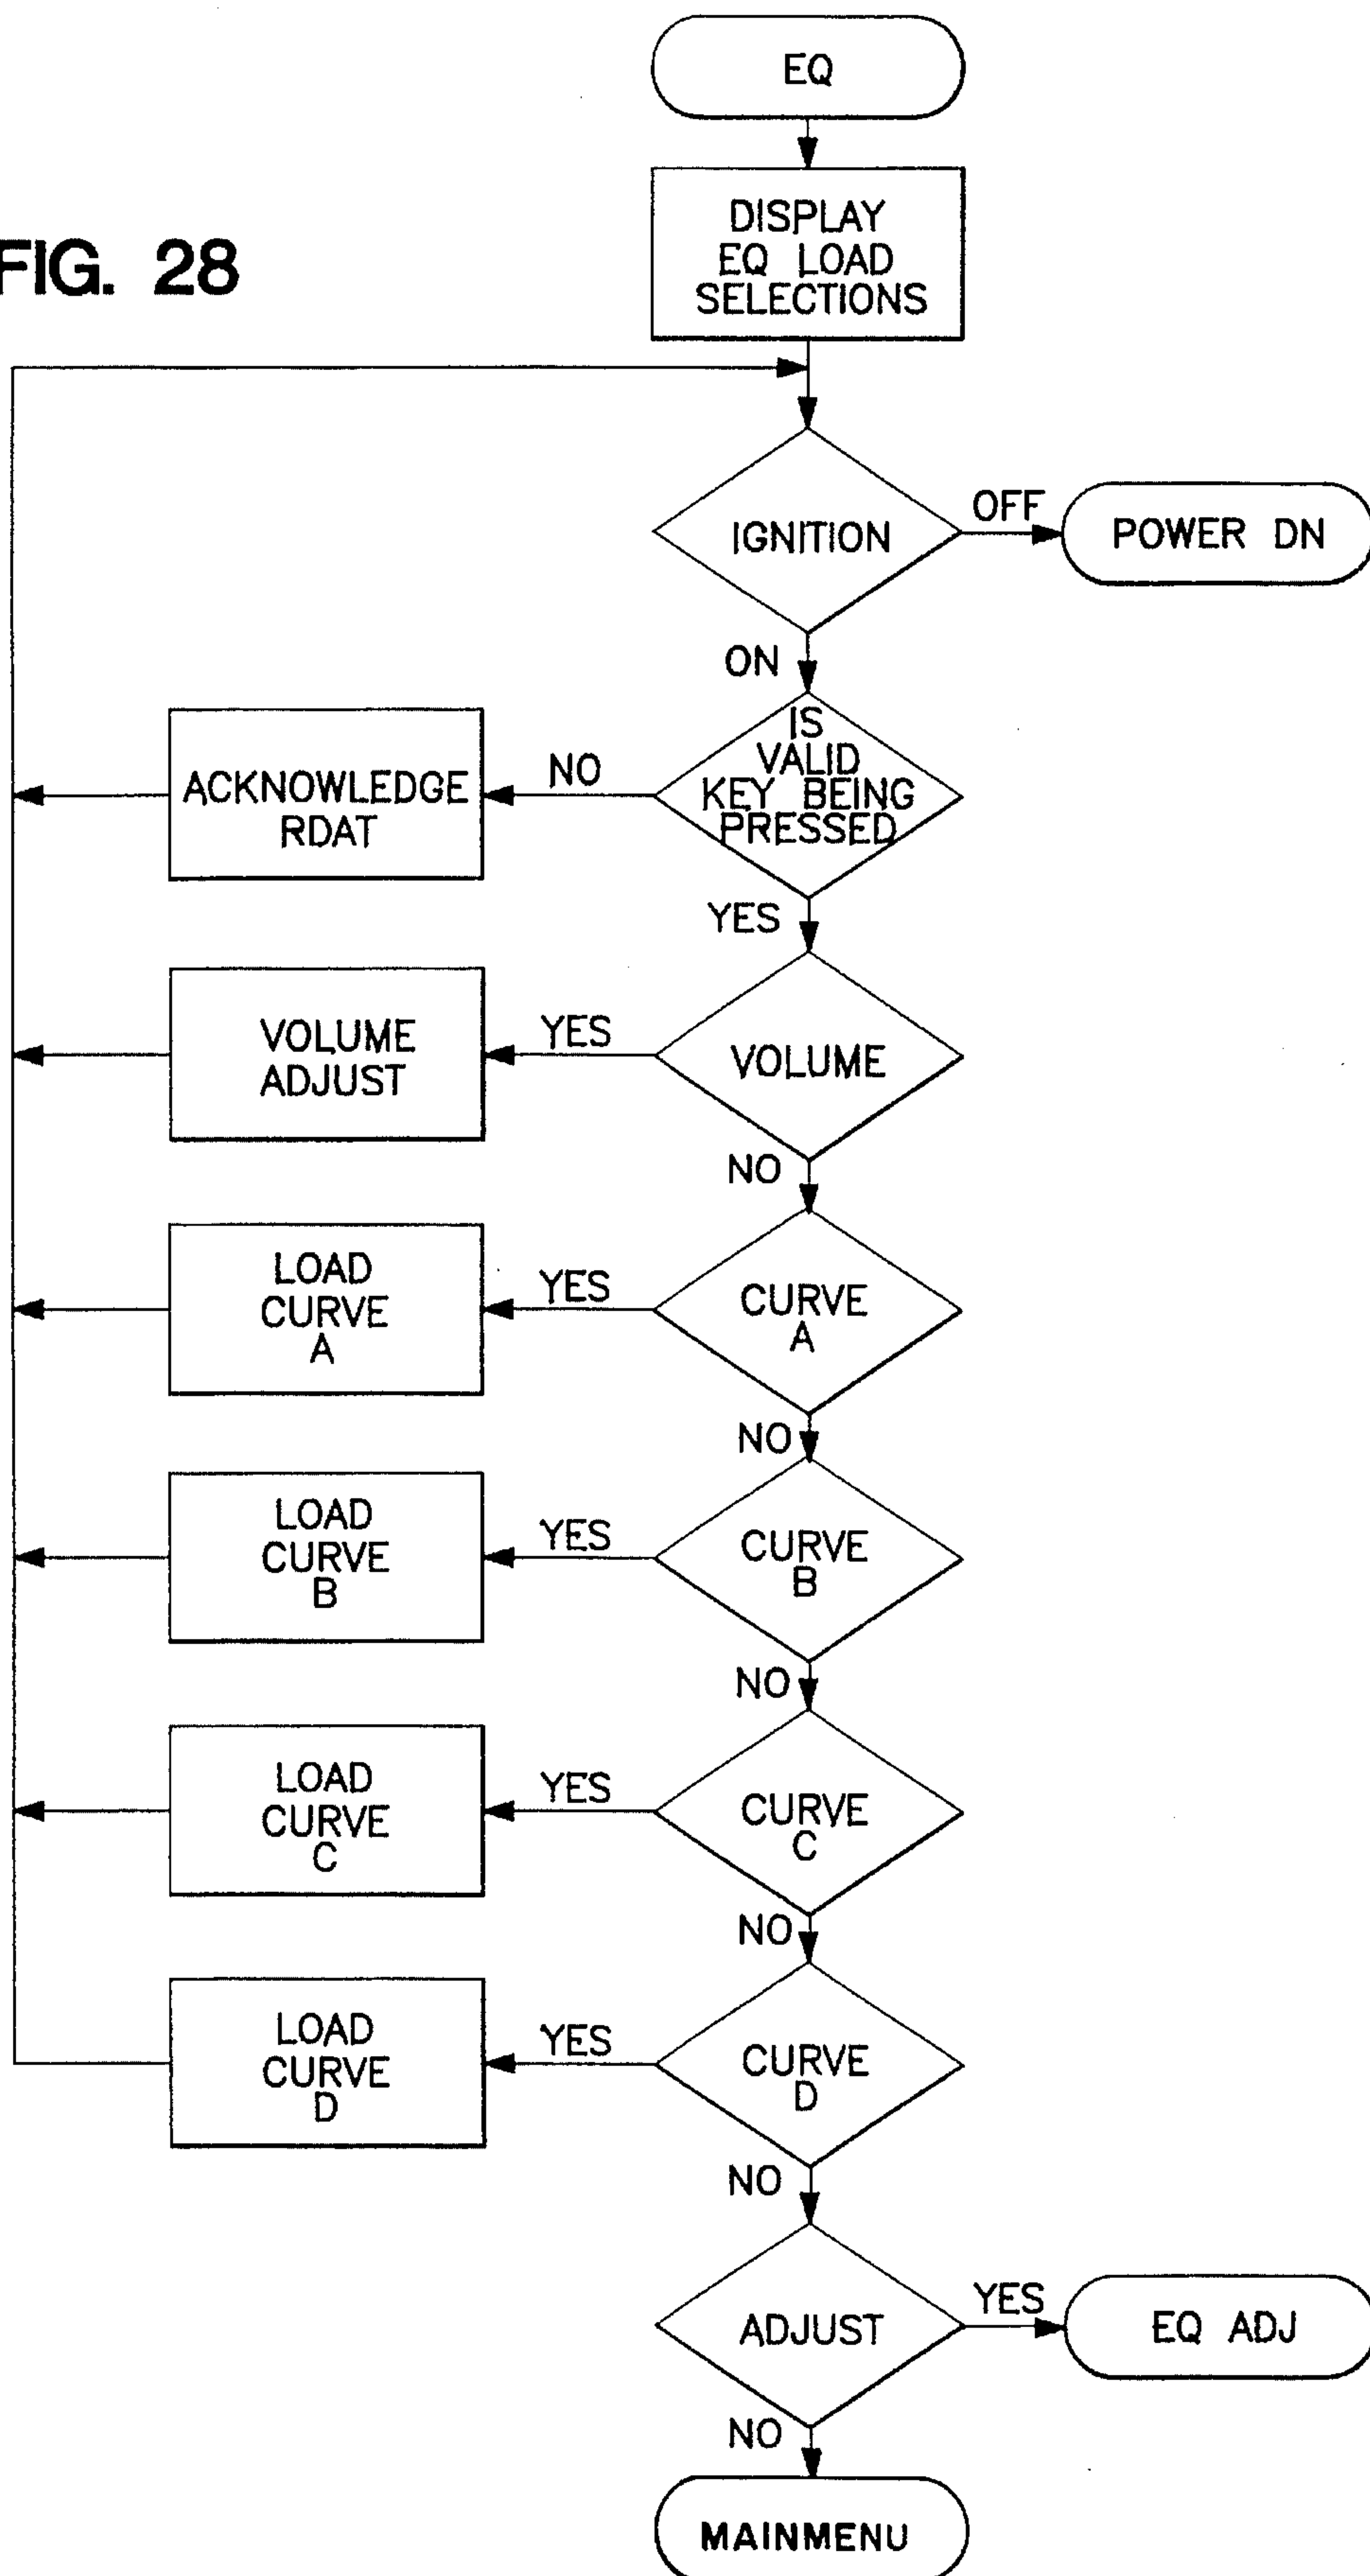 EQ
DISPLAY
EQ LOAD
SELECTIONS
FIG. 28
IGNITION
OFF
POWER DN
ON
IS
VALID
KEY BEING
PRESSED
NO
ACKNOWLEDGE
RDAT
YES
VOLUME
YES
VOLUME
ADJUST
NO
CURVE
A
YES
LOAD
CURVE
A
NO
CURVE
B
YES
LOAD
CURVE
B
NO
CURVE
C
YES
LOAD
CURVE
C
NO
CURVE
D
YES
LOAD
CURVE
D
NO
ADJUST
YES
EQ ADJ
NO
MAINMENU